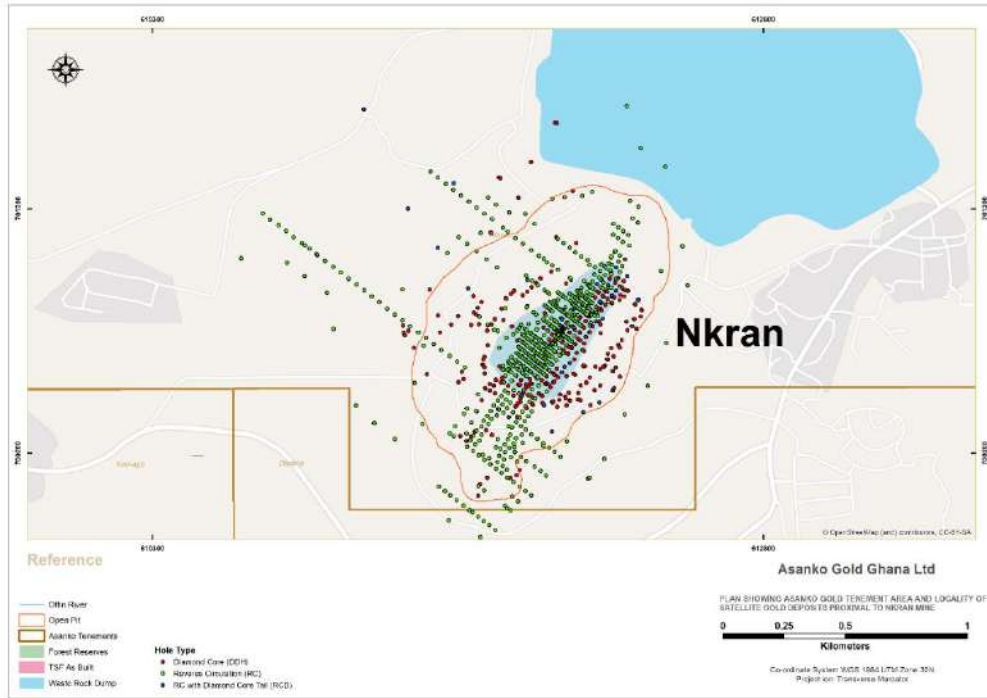 Nkran
© OpenStreetMap (and) contributors, CC-BY-SA
Reference
Offin River
Open Pit
Asanko Tenements
Forest Reserves
TSF As Built
Waste Rock Dump
Hole Type
Diamond Core (DDH)
Reverse Circulation (RC)
RC with Diamond Core Tail (RCD)
Asanko Gold Ghana Ltd
PLAN SHOWING ASANKO GOLD TENEMENT AREA AND LOCALITY OF
SATELLITE GOLD DEPOSITS PROXIMAL TO NKRAN MINE
0 0.25 0.5 1
Kilometers
Co-ordinate System WGS 1984 UTM Zone 30N
Projection: Transverse Mercator